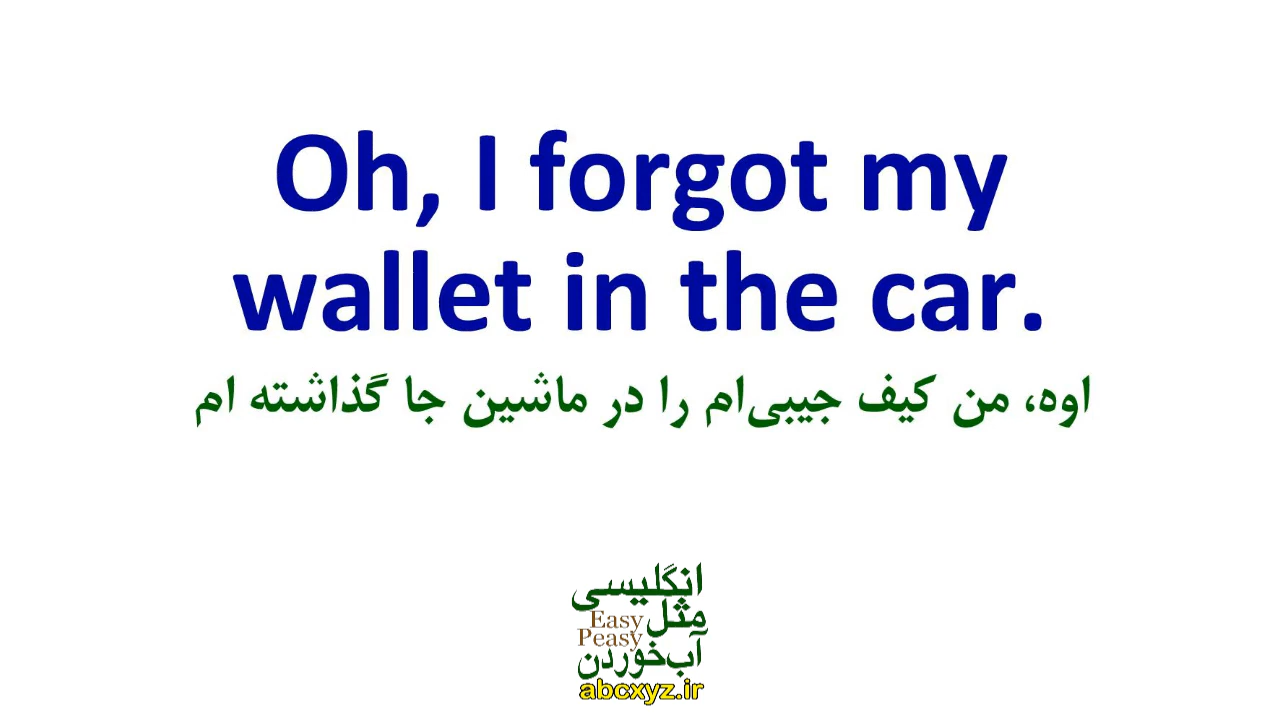 Oh, I forgot my
wallet in the car.
اوه، من کیف جیبی‌ام را در ماشین جا گذاشته ام
انگلیسی
مثل
Easy
Peasy
آب‌خوردن
abcxyz.ir